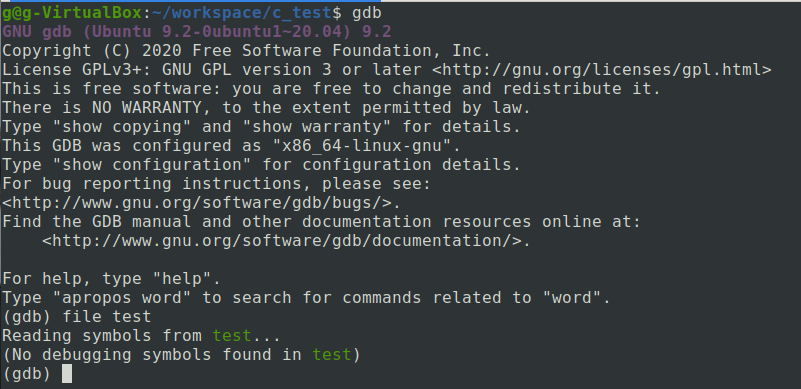 g@g-VirtualBox:~/workspace/c_test$ gdb
GNU gdb (Ubuntu 9.2-0ubuntu1~20.04) 9.2
Copyright (C) 2020 Free Software Foundation, Inc.
License GPLv3+: GNU GPL version 3 or later <http://gnu.org/licenses/gpl.html>
This is free software: you are free to change and redistribute it.
There is NO WARRANTY, to the extent permitted by law.
Type "show copying" and "show warranty" for details.
This GDB was configured as "x86_64-linux-gnu".
Type "show configuration" for configuration details.
For bug reporting instructions, please see:
<http://www.gnu.org/software/gdb/bugs/>.
Find the GDB manual and other documentation resources online at:
    <http://www.gnu.org/software/gdb/documentation/>.

For help, type "help".
Type "apropos word" to search for commands related to "word".
(gdb) file test
Reading symbols from test...
(No debugging symbols found in test)
(gdb)